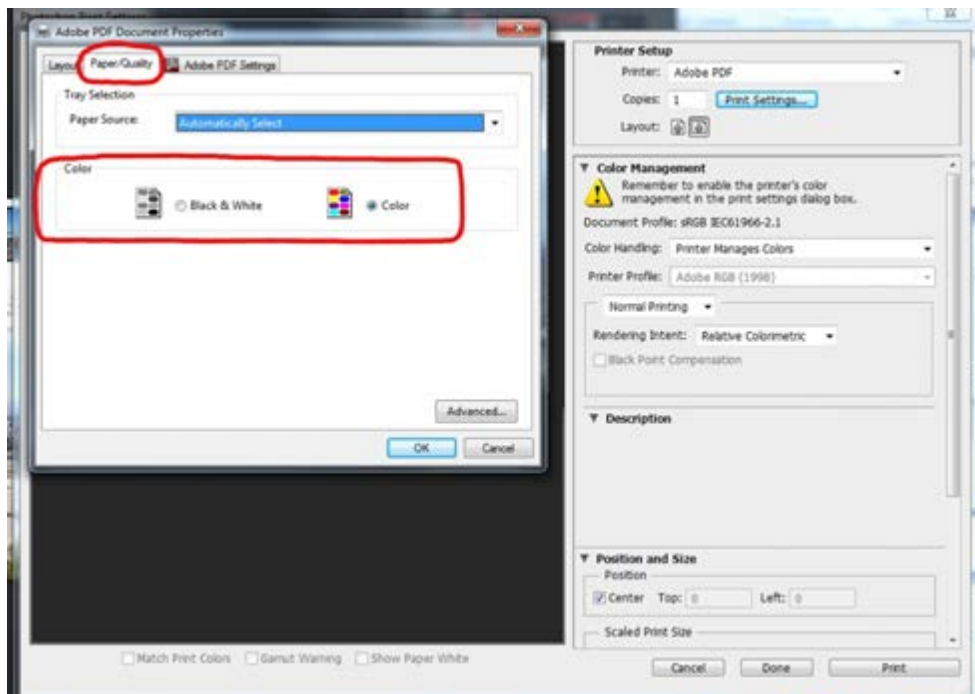 Photoshop Print Settings
Adobe PDF Document Properties
Layout
Paper/Quality
Adobe PDF Settings
Tray Selection
Paper Source:
Automatically Select
Color
Black & White
Color
Advanced...
OK
Cancel
Printer Setup
Printer: Adobe PDF
Copies: 1 Print Settings...
Layout:
Color Management
Remember to enable the printer's color
management in the print settings dialog box.
Document Profile: sRGB IEC61966-2.1
Color Handling: Printer Manages Colors
Printer Profile: Adobe RGB (1998)
Normal Printing
Rendering Intent: Relative Colorimetric
Black Point Compensation
Description
Position and Size
Position
Center Top: 0 Left: 0
Scaled Print Size
Match Print Colors Gamut Warning Show Paper White
Cancel Done Print